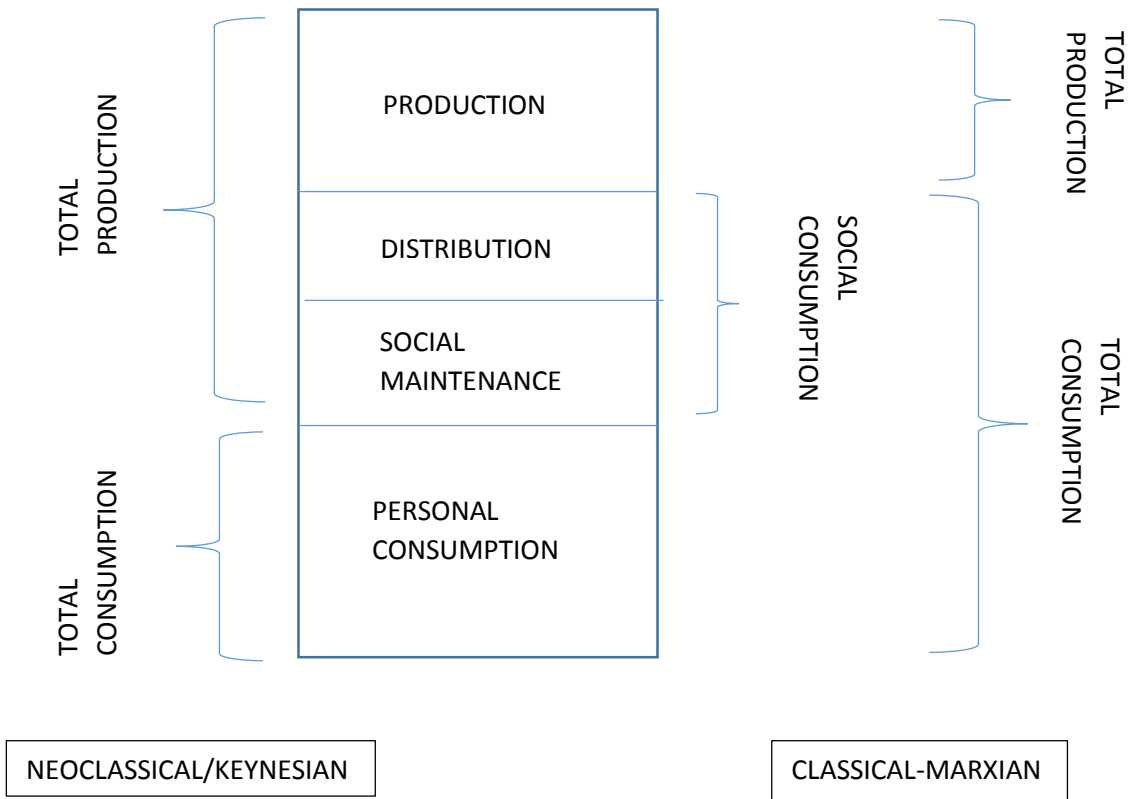 TOTAL
PRODUCTION
PRODUCTION
TOTAL
PRODUCTION
DISTRIBUTION
SOCIAL
CONSUMPTION
SOCIAL
MAINTENANCE
TOTAL
CONSUMPTION
TOTAL
CONSUMPTION
PERSONAL
CONSUMPTION
NEOCLASSICAL/KEYNESIAN
CLASSICAL-MARXIAN